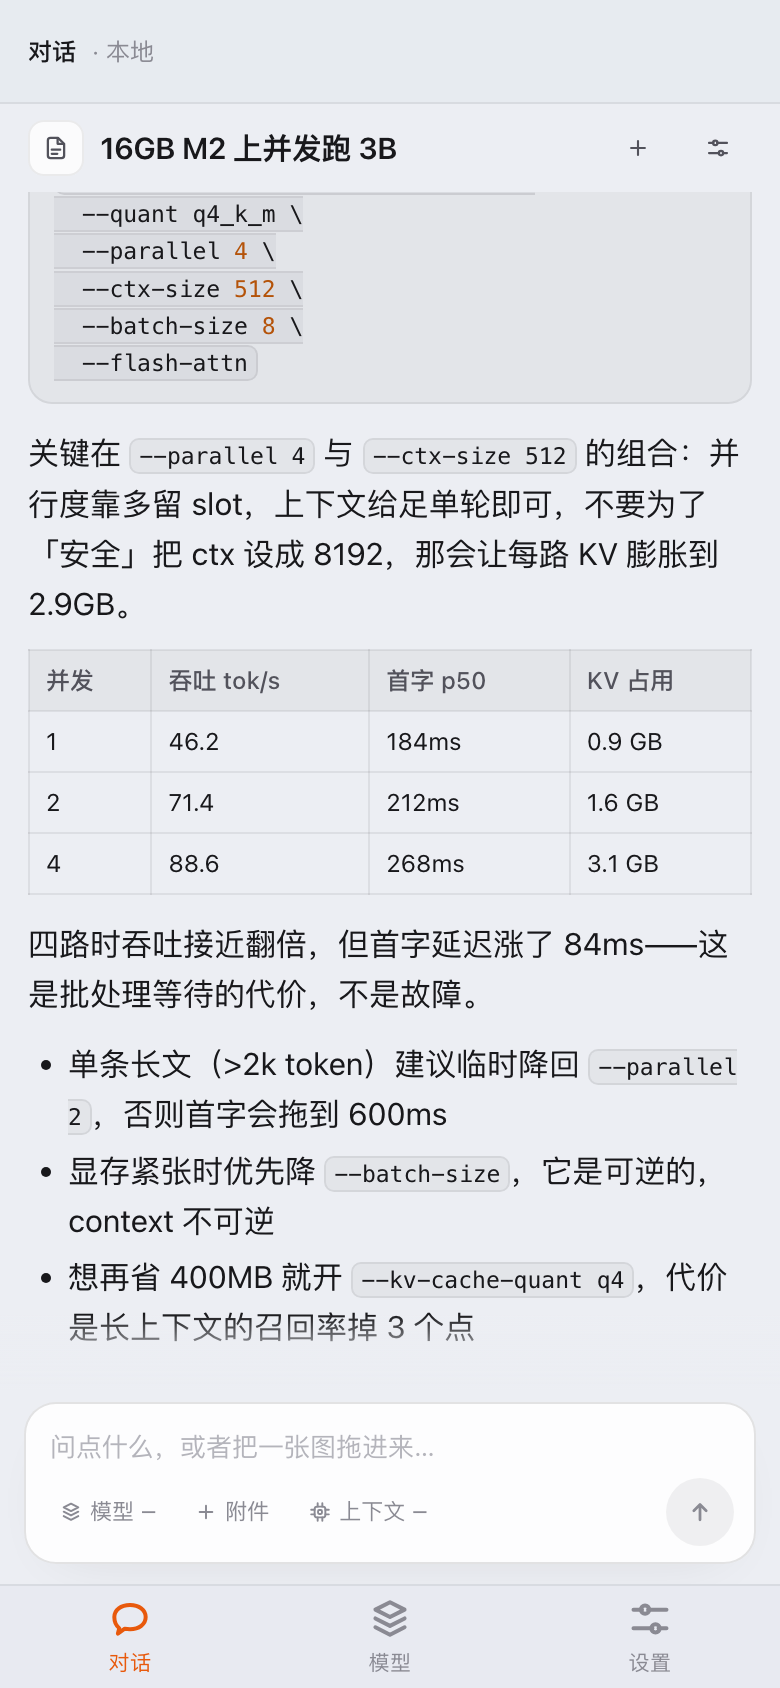 对话 · 本地
16GB M2 上并发跑 3B
--quant q4_k_m \
--parallel 4 \
--ctx-size 512 \
--batch-size 8 \
--flash-attn
关键在 --parallel 4 与 --ctx-size 512 的组合：并
行度靠多留 slot，上下文给足单轮即可，不要为了
「安全」把 ctx 设成 8192，那会让每路 KV 膨胀到
2.9GB。
并发 吞吐 tok/s 首字 p50 KV 占用
1 46.2 184ms 0.9 GB
2 71.4 212ms 1.6 GB
4 88.6 268ms 3.1 GB
四路时吞吐接近翻倍，但首字延迟涨了 84ms——这
是批处理等待的代价，不是故障。
• 单条长文（>2k token）建议临时降回 --parallel
2，否则首字会拖到 600ms
• 显存紧张时优先降 --batch-size，它是可逆的，
context 不可逆
• 想再省 400MB 就开 --kv-cache-quant q4，代价
是长上下文的召回率掉 3 个点
问点什么，或者把一张图拖进来...
模型 — + 附件 上下文 —
对话 模型 设置